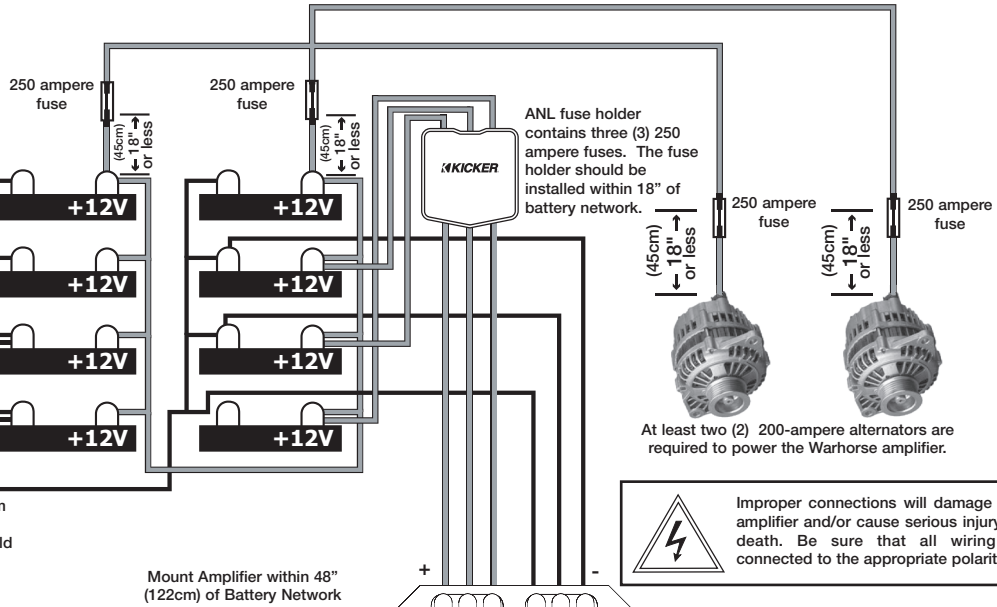 250 ampere
fuse
(45cm)
18"
or less
250 ampere
fuse
(45cm)
18"
or less
ANL fuse holder
contains three (3) 250
ampere fuses. The fuse
holder should be
installed within 18” of
battery network.
KICKER
250 ampere
fuse
(45cm)
18"
or less
250 ampere
fuse
(45cm)
18"
or less
+12V
+12V
+12V
+12V
+12V
+12V
+12V
+12V
At least two (2) 200-ampere alternators are
required to power the Warhorse amplifier.
Improper connections will damage
amplifier and/or cause serious injury
death. Be sure that all wiring
connected to the appropriate polarit
Mount Amplifier within 48”
(122cm) of Battery Network
+
-